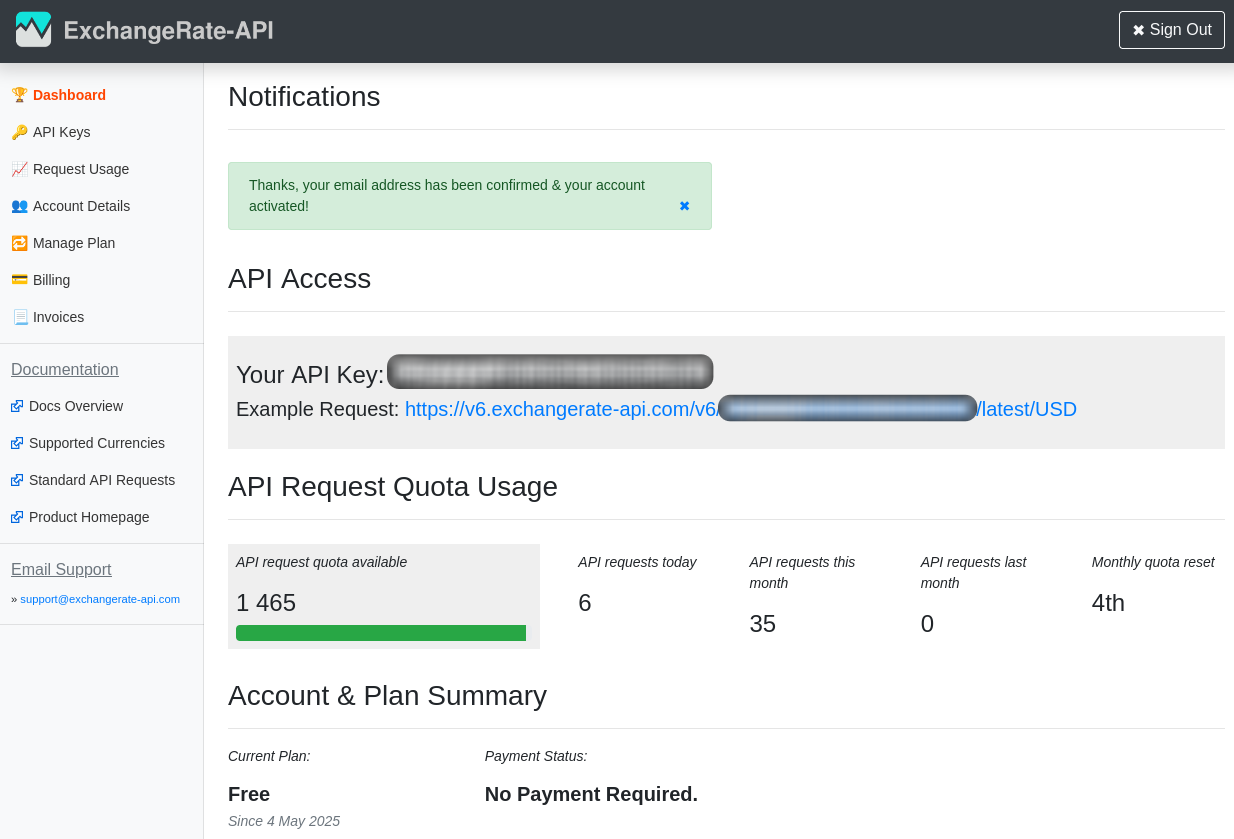 ExchangeRate-API
✖ Sign Out
Dashboard
API Keys
Request Usage
Account Details
Manage Plan
Billing
Invoices
Documentation
Docs Overview
Supported Currencies
Standard API Requests
Product Homepage
Email Support
» support@exchangerate-api.com
Notifications
Thanks, your email address has been confirmed & your account
activated!
✖
API Access
Your API Key:
Example Request: https://v6.exchangerate-api.com/v6/ /latest/USD
API Request Quota Usage
API request quota available
1 465
API requests today
6
API requests this
month
35
API requests last
month
0
Monthly quota reset
4th
Account & Plan Summary
Current Plan:
Free
Since 4 May 2025
Payment Status:
No Payment Required.